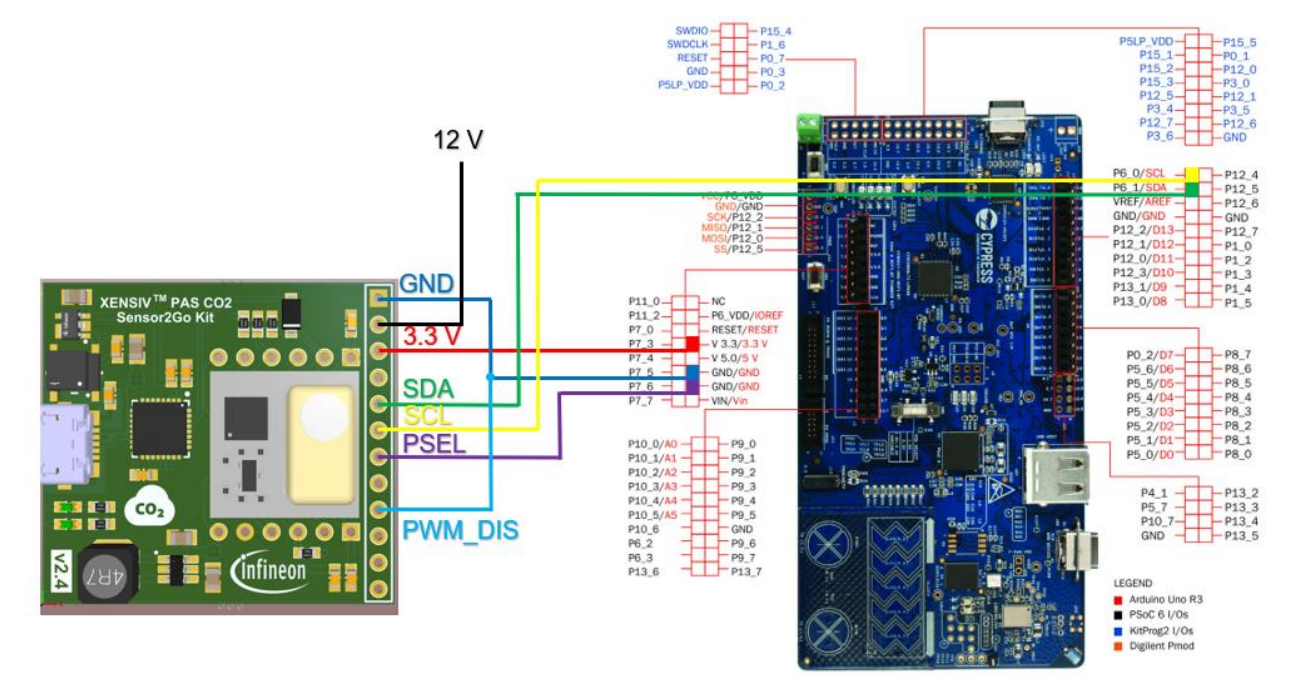 XENSIV™ PAS CO2
Sensor2Go Kit
CO₂
V2.4
4R7
infineon
12 V
GND
3.3 V
SDA
SCL
PSEL
PWM_DIS
SWDIO P15_4
SWDCLK P1_6
RESET P0_7
GND P0_3
P5LP_VDD P0_2
VCC/P6_VDD
GND/GND
SCK/P12_2
MISO/P12_1
MOSI/P12_0
SS/P12_5
P11_0 NC
P11_2 P6_VDD/IOREF
P7_0 RESET/RESET
P7_3 V 3.3/3.3 V
P7_4 V 5.0/5 V
P7_5 GND/GND
P7_6 GND/GND
P7_7 VIN/Vin
P10_0/A0 P9_0
P10_1/A1 P9_1
P10_2/A2 P9_2
P10_3/A3 P9_3
P10_4/A4 P9_4
P10_5/A5 P9_5
P10_6 GND
P6_2 P9_6
P6_3 P9_7
P13_6 P13_7
CYPRESS
P5LP_VDD P15_5
P15_1 P0_1
P15_2 P12_0
P15_3 P3_0
P12_5 P12_1
P3_4 P3_5
P12_7 P12_6
P3_6 GND
P6_0/SCL P12_4
P6_1/SDA P12_5
VREF/AREF P12_6
GND/GND GND
P12_2/D13 P12_7
P12_1/D12 P1_0
P12_0/D11 P1_2
P12_3/D10 P1_3
P13_1/D9 P1_4
P13_0/D8 P1_5
P0_2/D7 P8_7
P5_6/D6 P8_6
P5_5/D5 P8_5
P5_4/D4 P8_4
P5_3/D3 P8_3
P5_2/D2 P8_2
P5_1/D1 P8_1
P5_0/D0 P8_0
P4_1 P13_2
P5_7 P13_3
P10_7 P13_4
GND P13_5
LEGEND
Arduino Uno R3
PSoC 6 I/Os
KitProg2 I/Os
Digilent Pmod